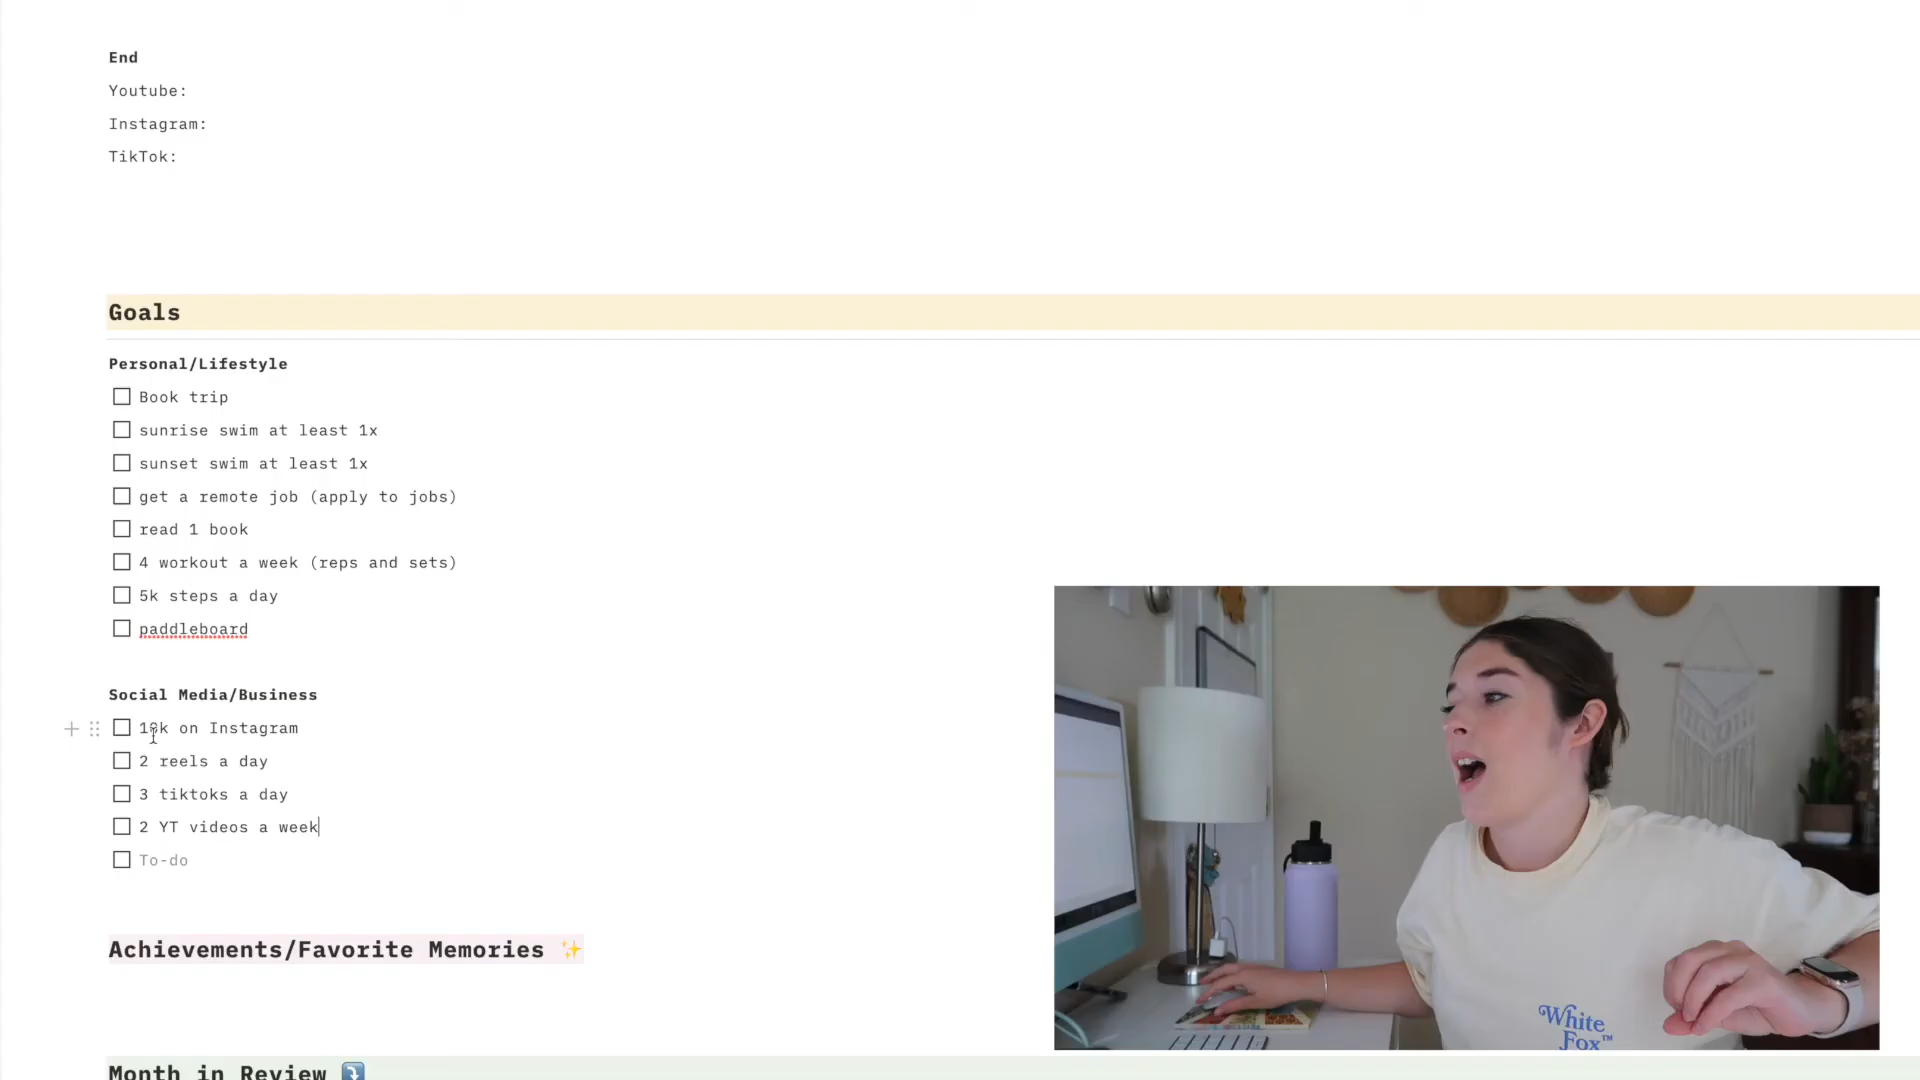 End
Youtube:
Instagram:
TikTok:
Goals
Personal/Lifestyle
Book trip
sunrise swim at least 1x
sunset swim at least 1x
get a remote job (apply to jobs)
read 1 book
4 workout a week (reps and sets)
5k steps a day
paddleboard
Social Media/Business
on Instagram
2 reels a day
3 tiktoks a day
2 YT videos a week
To-do
Achievements/Favorite Memories ✨
Month in Review ⤵️
White
Fox™